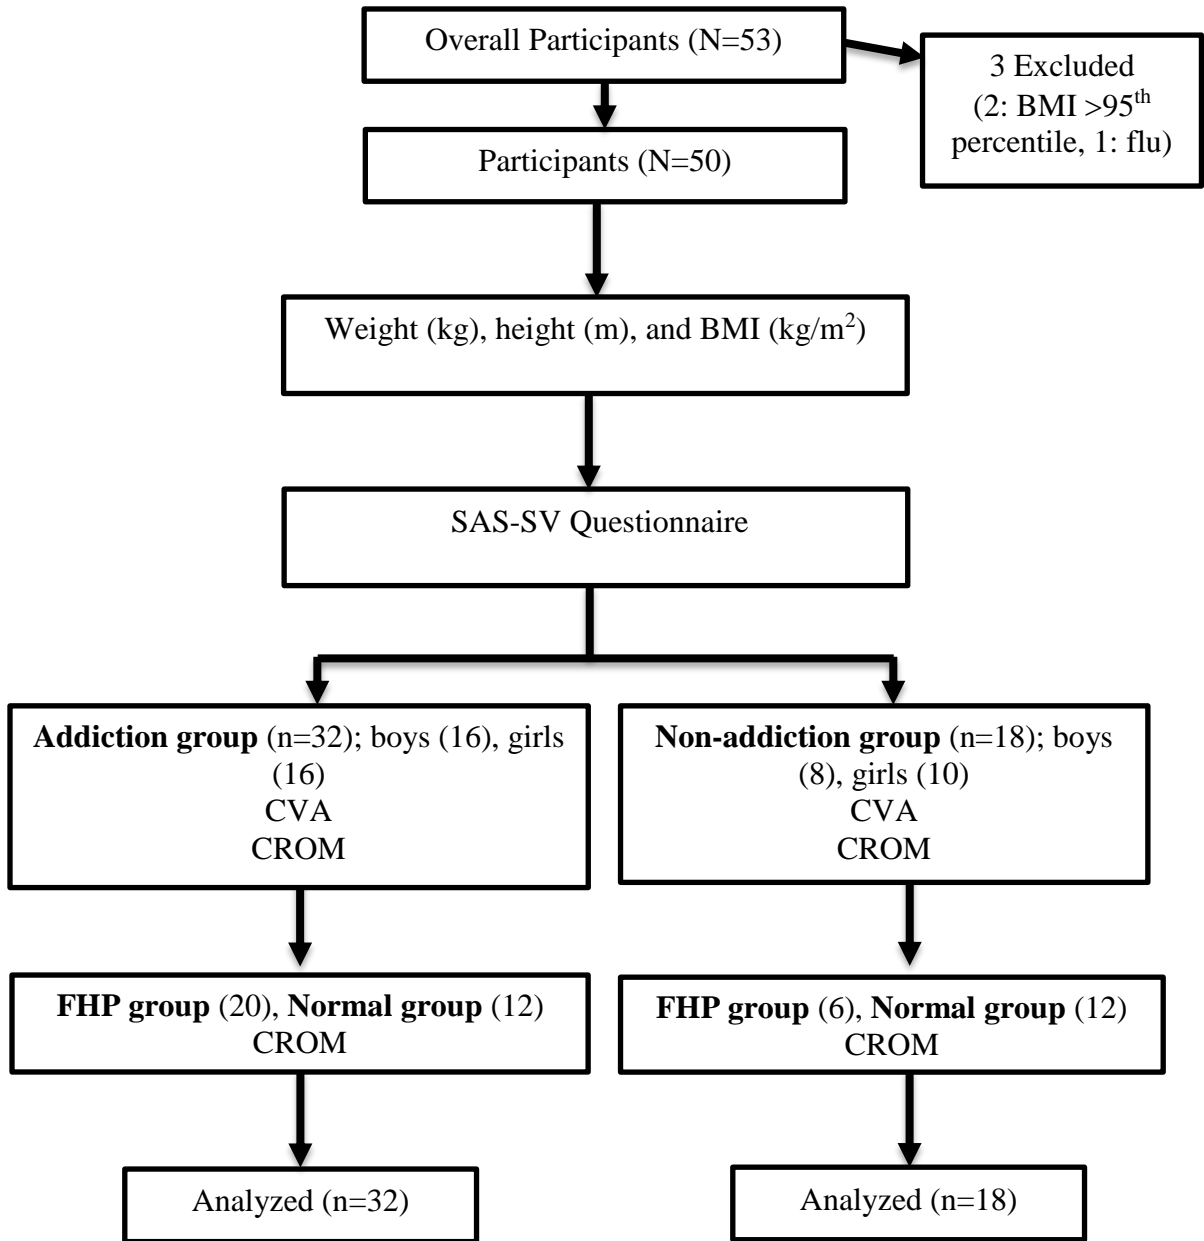 Overall Participants (N=53)
3 Excluded
(2: BMI >95th
percentile, 1: flu)
Participants (N=50)
Weight (kg), height (m), and BMI (kg/m2)
SAS-SV Questionnaire
Addiction group (n=32); boys (16), girls
(16)
CVA
CROM
Non-addiction group (n=18); boys
(8), girls (10)
CVA
CROM
FHP group (20), Normal group (12)
CROM
FHP group (6), Normal group (12)
CROM
Analyzed (n=32)
Analyzed (n=18)